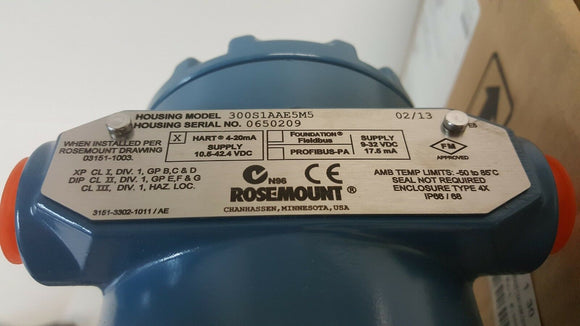 HOUSING MODEL 300S1AAE5M5 02/13
HOUSING SERIAL NO. 0650209
WHEN INSTALLED PER
ROSEMOUNT DRAWING
03151-1003.
X HART® 4-20mA
SUPPLY
10.5-42.4 VDC
FOUNDATION®
Fieldbus
PROFIBUS-PA
SUPPLY
9-32 VDC
17.5 mA
FM
APPROVED
XP CL I, DIV. 1, GP B,C & D
DIP CL II, DIV. 1, GP E,F & G
CL III, DIV. 1, HAZ. LOC.
3151-3302-1011 / AE
N96 CE
ROSEMOUNT®
CHANHASSEN, MINNESOTA, USA
AMB TEMP LIMITS: -50 to 85°C
SEAL NOT REQUIRED
ENCLOSURE TYPE 4X
IP66 / 68